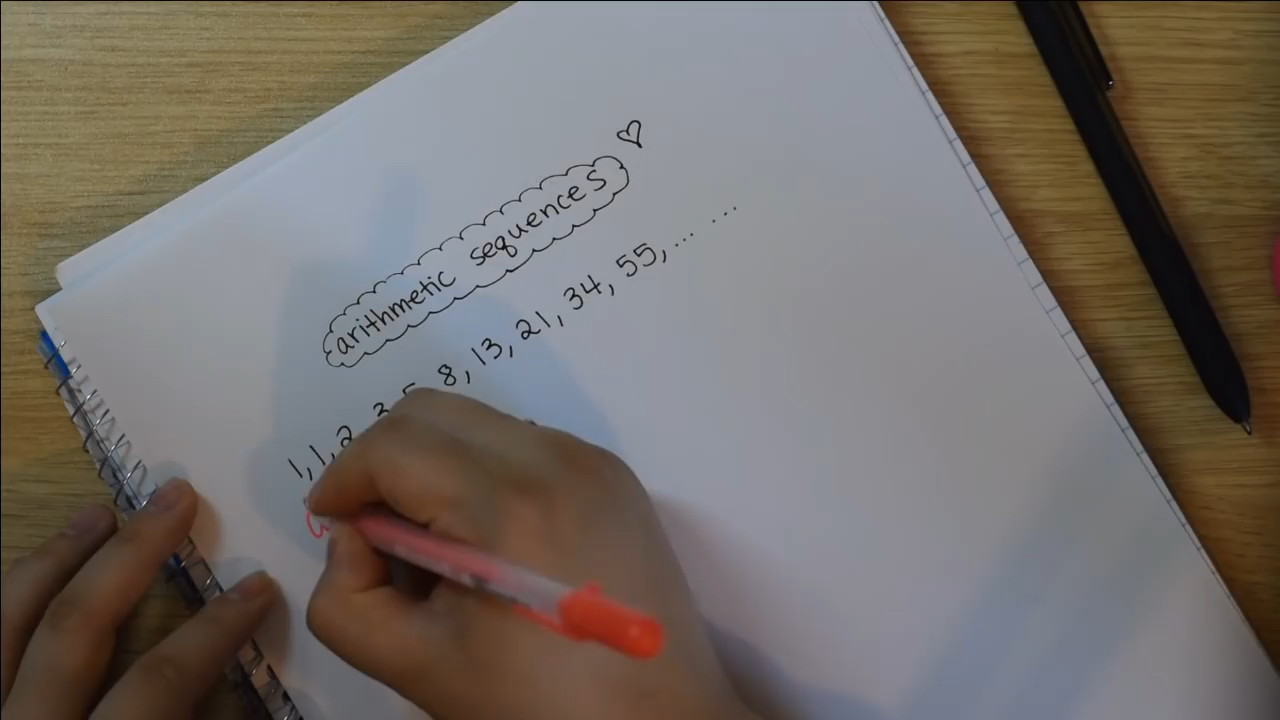 arithmetic sequences ♡
1, 1, 2, 3, 5, 8, 13, 21, 34, 55, ... ...